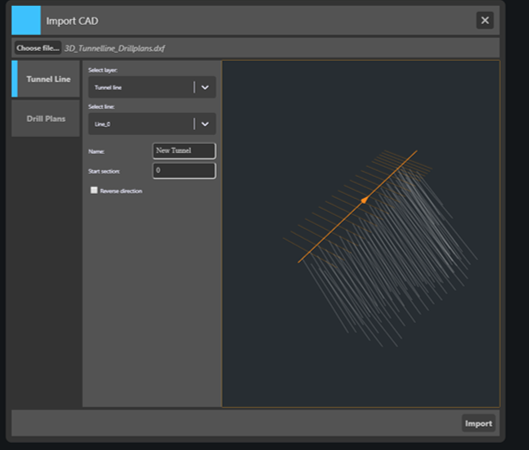 Import CAD
Choose file... 3D_Tunnelline_Drillplans.dxf
Tunnel Line
Drill Plans
Select layer:
Tunnel line
Select line:
Line_0
Name: New Tunnel
Start section: 0
Reverse direction
Import